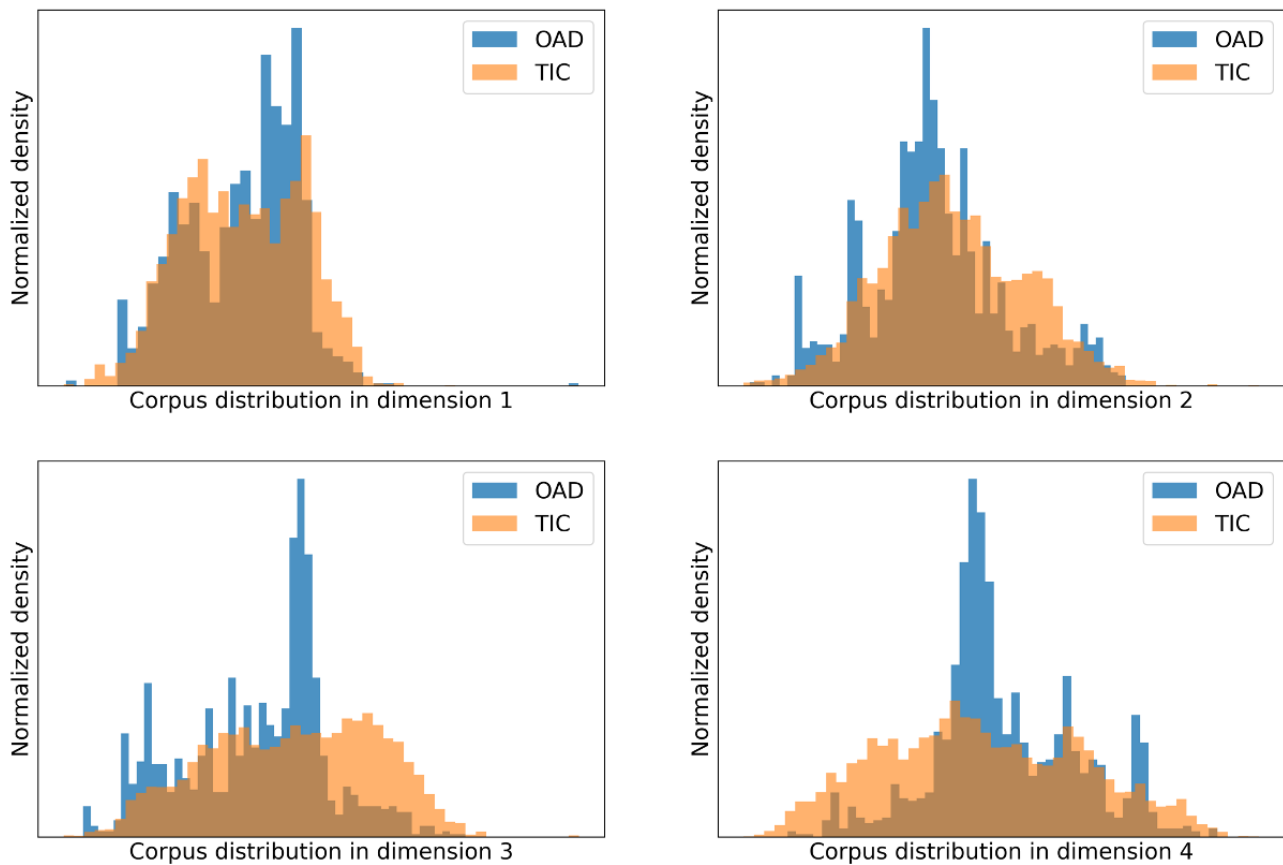 OAD
TIC
Normalized density
Corpus distribution in dimension 1
OAD
TIC
Normalized density
Corpus distribution in dimension 2
OAD
TIC
Normalized density
Corpus distribution in dimension 3
OAD
TIC
Normalized density
Corpus distribution in dimension 4